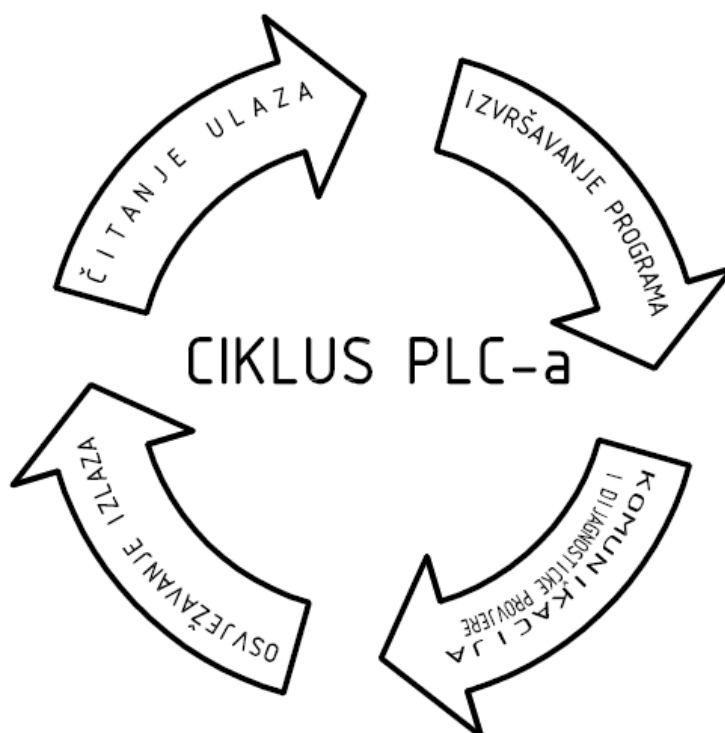 ČITANJE ULAZA
IZVRŠAVANJE PROGRAMA
CIKLUS PLC-a
KOMUNIKACIJA
I DIJAGNOSTIČKE PROVJERE
OSVJEŽAVANJE IZLAZA